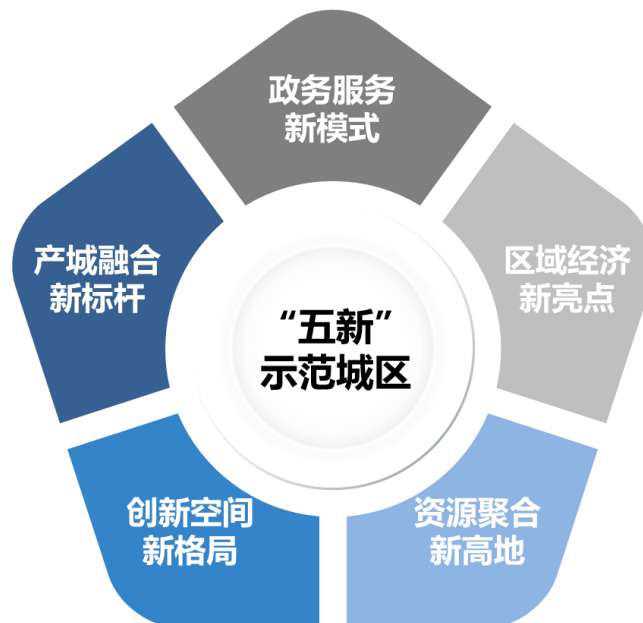 政务服务
新模式
产城融合
新标杆
区域经济
新亮点
“五新”
示范城区
创新空间
新格局
资源聚合
新高地